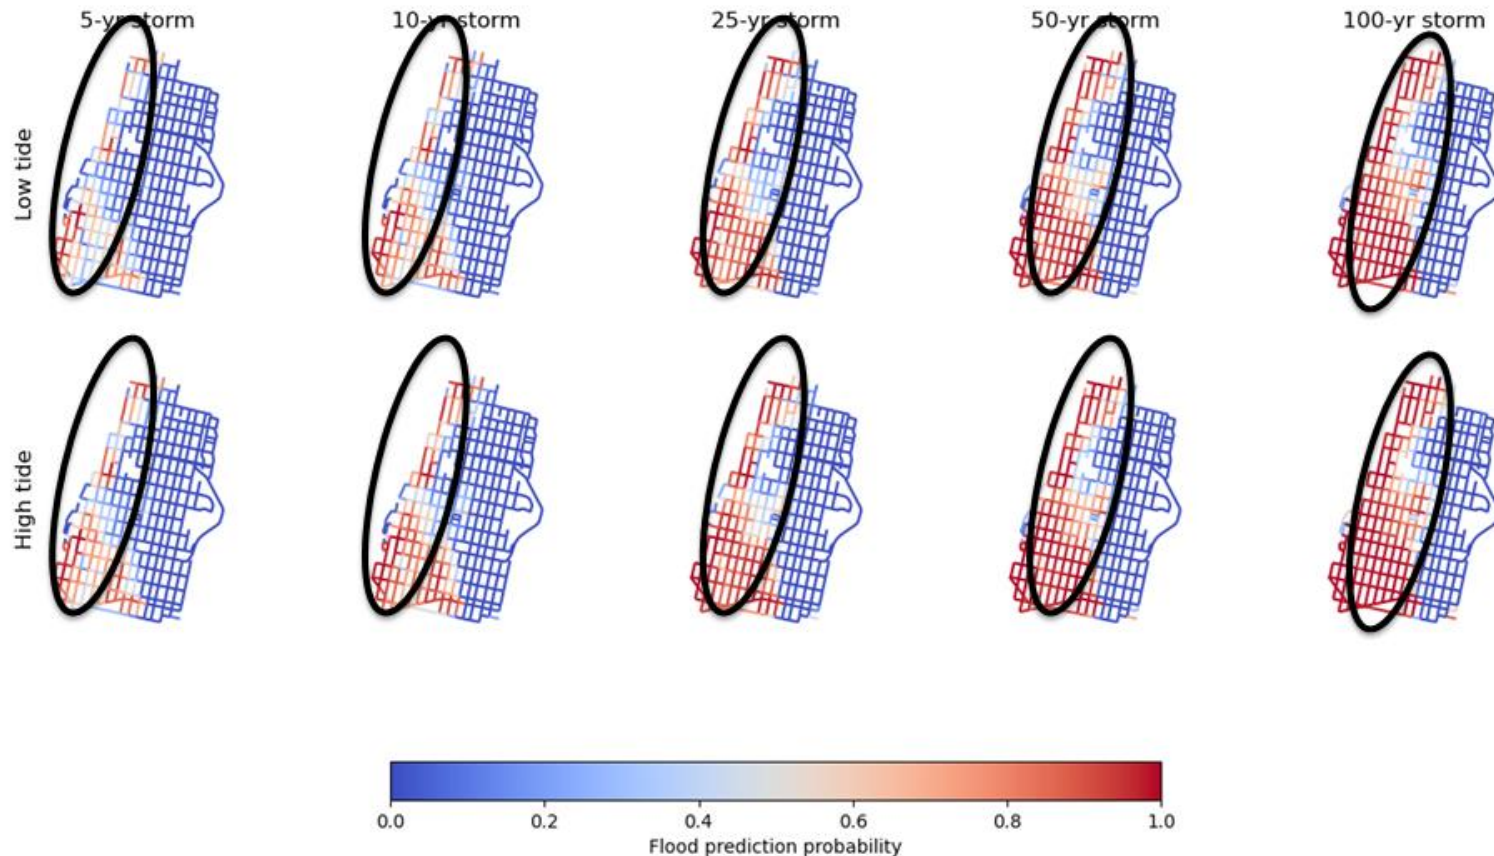 5-yr storm 10-yr storm 25-yr storm 50-yr storm 100-yr storm
Low tide
High tide
0.0 0.2 0.4 0.6 0.8 1.0
Flood prediction probability